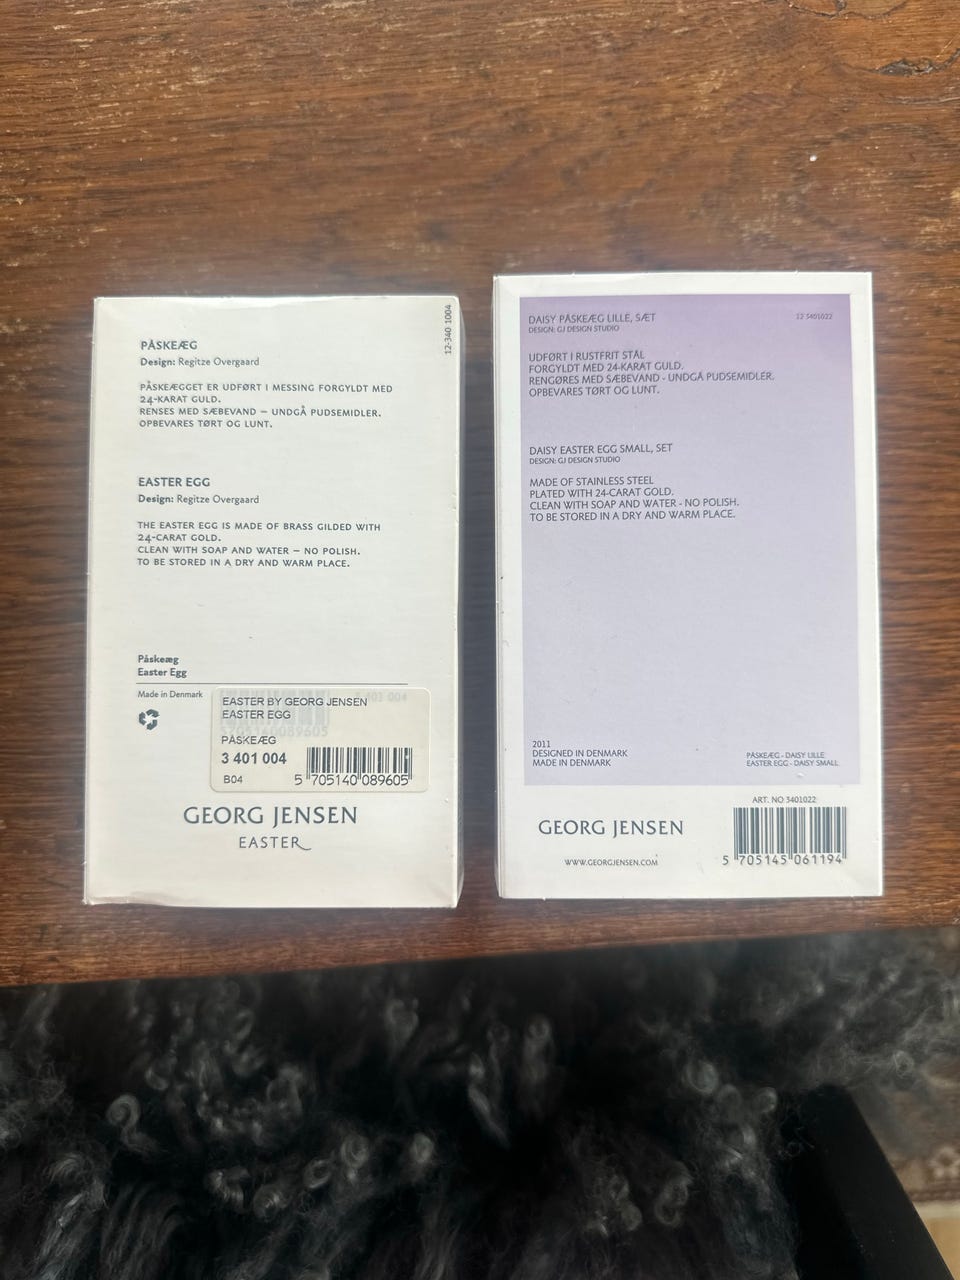 12-340 1004
PÅSKEÆG
Design: Regitze Overgaard
PÅSKEÆGGET ER UDFØRT I MESSING FORGYLDT MED
24-KARAT GULD.
RENSES MED SÆBEVAND – UNDGÅ PUDSEMIDLER.
OPBEVARES TØRT OG LUNT.
EASTER EGG
Design: Regitze Overgaard
THE EASTER EGG IS MADE OF BRASS GILDED WITH
24-CARAT GOLD.
CLEAN WITH SOAP AND WATER – NO POLISH.
TO BE STORED IN A DRY AND WARM PLACE.
Påskeæg
Easter Egg
Made in Denmark
3 401 004
5705140089605
EASTER BY GEORG JENSEN
EASTER EGG
PÅSKEÆG
3 401 004
B04
5 705140 089605
GEORG JENSEN
EASTER
DAISY PÅSKEÆG LILLE, SÆT
12 3401022
DESIGN: GJ DESIGN STUDIO
UDFØRT I RUSTFRIT STÅL
FORGYLDT MED 24-KARAT GULD.
RENGØRES MED SÆBEVAND - UNDGÅ PUDSEMIDLER.
OPBEVARES TØRT OG LUNT.
DAISY EASTER EGG SMALL, SET
DESIGN: GJ DESIGN STUDIO
MADE OF STAINLESS STEEL
PLATED WITH 24-CARAT GOLD.
CLEAN WITH SOAP AND WATER - NO POLISH.
TO BE STORED IN A DRY AND WARM PLACE.
2011
DESIGNED IN DENMARK
MADE IN DENMARK
PÅSKEÆG - DAISY LILLE
EASTER EGG - DAISY SMALL
ART. NO 3401022
GEORG JENSEN
WWW.GEORGJENSEN.COM
5 705145 061194